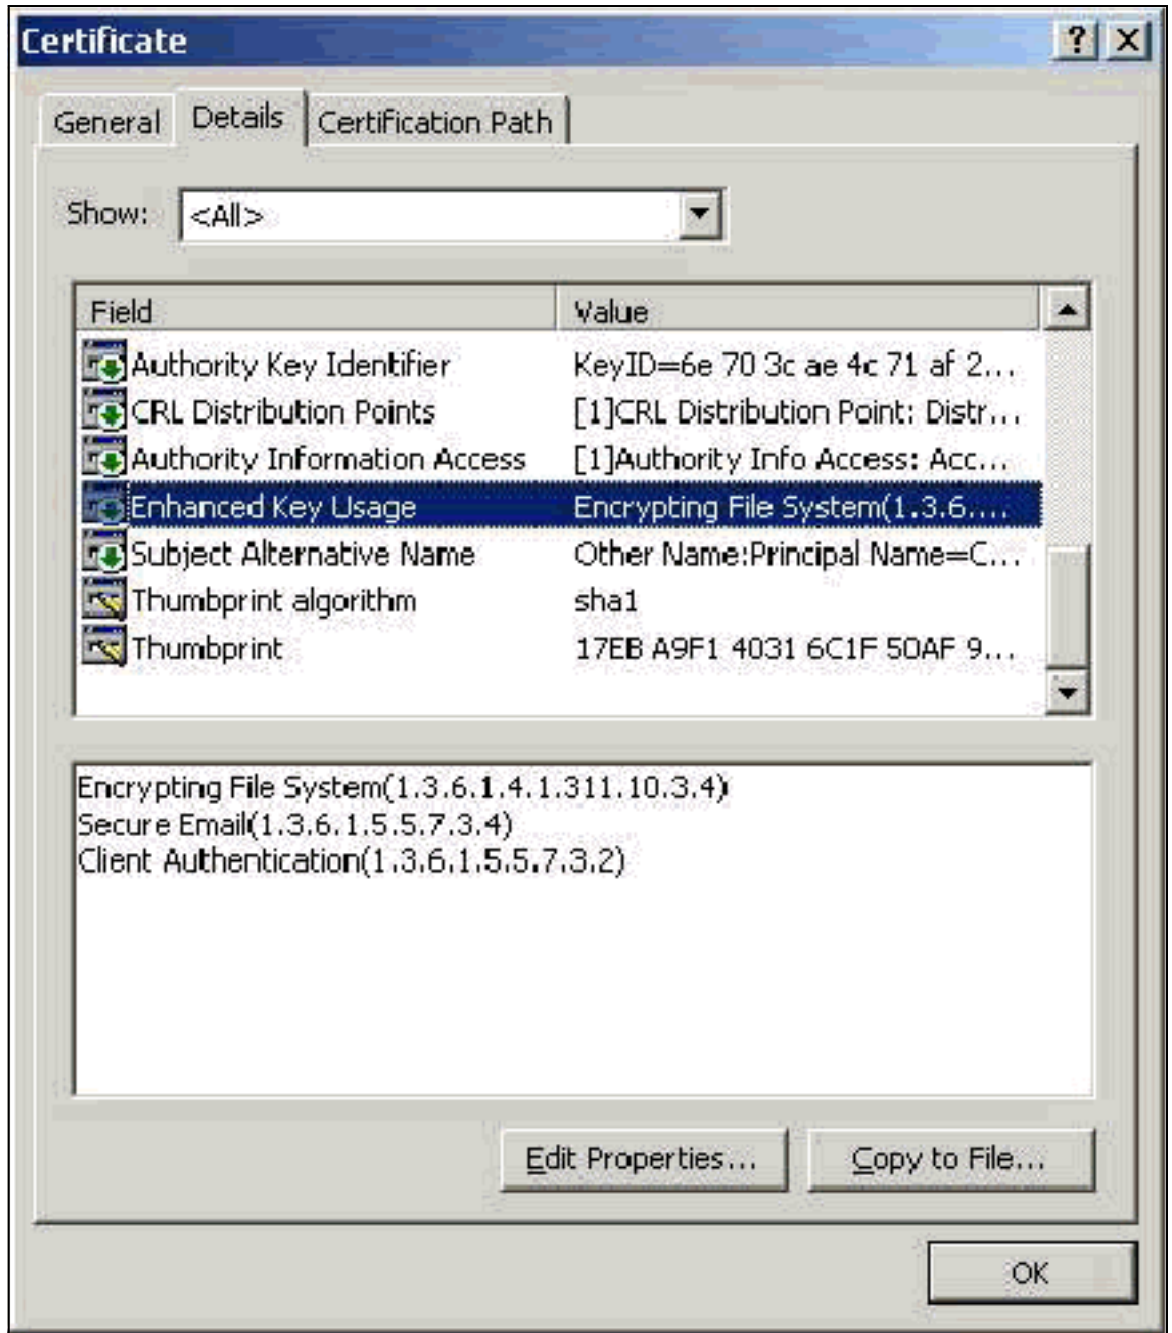 Certificate
General Details Certification Path
Show: <All>
Field Value
Authority Key Identifier KeyID=6e 70 3c ae 4c 71 af 2...
CRL Distribution Points [1]CRL Distribution Point: Distr...
Authority Information Access [1]Authority Info Access: Acc...
Enhanced Key Usage Encrypting File System(1.3.6....
Subject Alternative Name Other Name:Principal Name=C...
Thumbprint algorithm sha1
Thumbprint 17EB A9F1 4031 6C1F 50AF 9...
Encrypting File System(1.3.6.1.4.1.311.10.3.4)
Secure Email(1.3.6.1.5.5.7.3.4)
Client Authentication(1.3.6.1.5.5.7.3.2)
Edit Properties... Copy to File...
OK